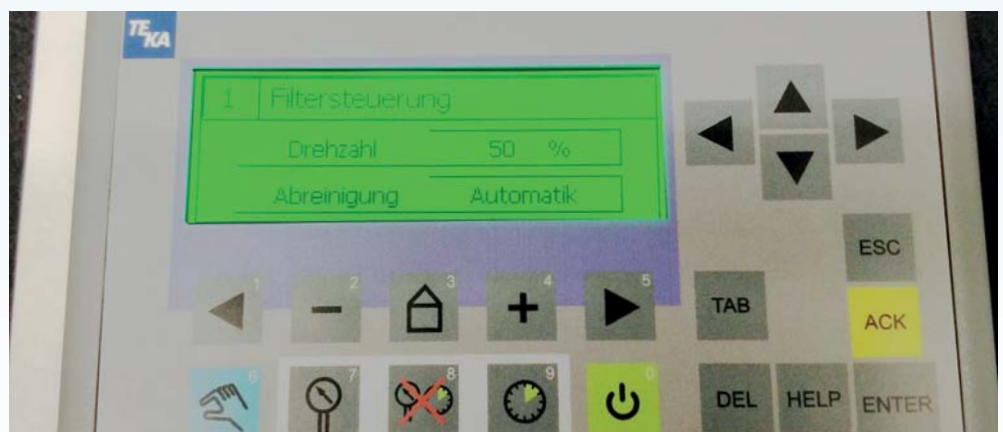 TEKA
1 Filtersteuerung
Drehzahl 50 %
Abreinigung Automatik
ESC
1 2 3 4 5 TAB
ACK
6 7 8 9 0 DEL HELP ENTER